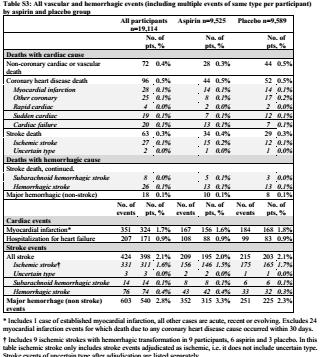 Table S3: All vascular and hemorrhagic events (including multiple events of same type per participant)
by aspirin and placebo group
All participants n=19,114 Aspirin n=9,525 Placebo n=9,589
No. of pts, % No. of pts, % No. of pts, %
Deaths with cardiac cause
Non-coronary cardiac or vascular death 72 0.4% 28 0.3% 44 0.5%
Coronary heart disease death 96 0.5% 44 0.5% 52 0.5%
Myocardial infarction 28 0.1% 14 0.1% 14 0.1%
Other coronary 25 0.1% 8 0.1% 17 0.2%
Rapid cardiac 4 0.0% 2 0.0% 2 0.0%
Sudden cardiac 19 0.1% 7 0.1% 12 0.1%
Cardiac failure 20 0.1% 13 0.1% 7 0.1%
Stroke death 63 0.3% 34 0.4% 29 0.3%
Ischemic stroke 27 0.1% 15 0.2% 12 0.1%
Uncertain type 2 0.0% 1 0.0% 1 0.0%
Deaths with hemorrhagic cause
Stroke death, continued.
Subarachnoid hemorrhagic stroke 8 0.0% 5 0.1% 3 0.0%
Hemorrhagic stroke 26 0.1% 13 0.1% 13 0.1%
Major hemorrhagic (non-stroke) 18 0.1% 10 0.1% 8 0.1%
No. of events No. of pts, % No. of events No. of pts, % No. of events No. of pts, %
Cardiac events
Myocardial infarction* 351 324 1.7% 167 156 1.6% 184 168 1.8%
Hospitalization for heart failure 207 171 0.9% 108 88 0.9% 99 83 0.9%
Stroke events
All stroke 424 398 2.1% 209 195 2.0% 215 203 2.1%
Ischemic stroke† 331 311 1.6% 156 146 1.5% 175 165 1.7%
Uncertain type 3 3 0.0% 2 2 0.0% 1 1 0.0%
Subarachnoid hemorrhagic stroke 14 14 0.1% 8 8 0.1% 6 6 0.1%
Hemorrhagic stroke 76 74 0.4% 43 42 0.4% 33 32 0.3%
Major hemorrhage (non stroke) events 603 540 2.8% 352 315 3.3% 251 225 2.3%
* Includes 1 case of established myocardial infarction, all other cases are acute, recent or evolving. Excludes 24
myocardial infarction events for which death due to any coronary heart disease cause occurred within 30 days.
† Includes 9 ischemic strokes with hemorrhagic transformation in 9 participants, 6 aspirin and 3 placebo. In this
table ischemic stroke only includes stroke events adjudicated as ischemic, i.e. it does not include uncertain type.
Stroke events of uncertain type after adjudication are listed separately.